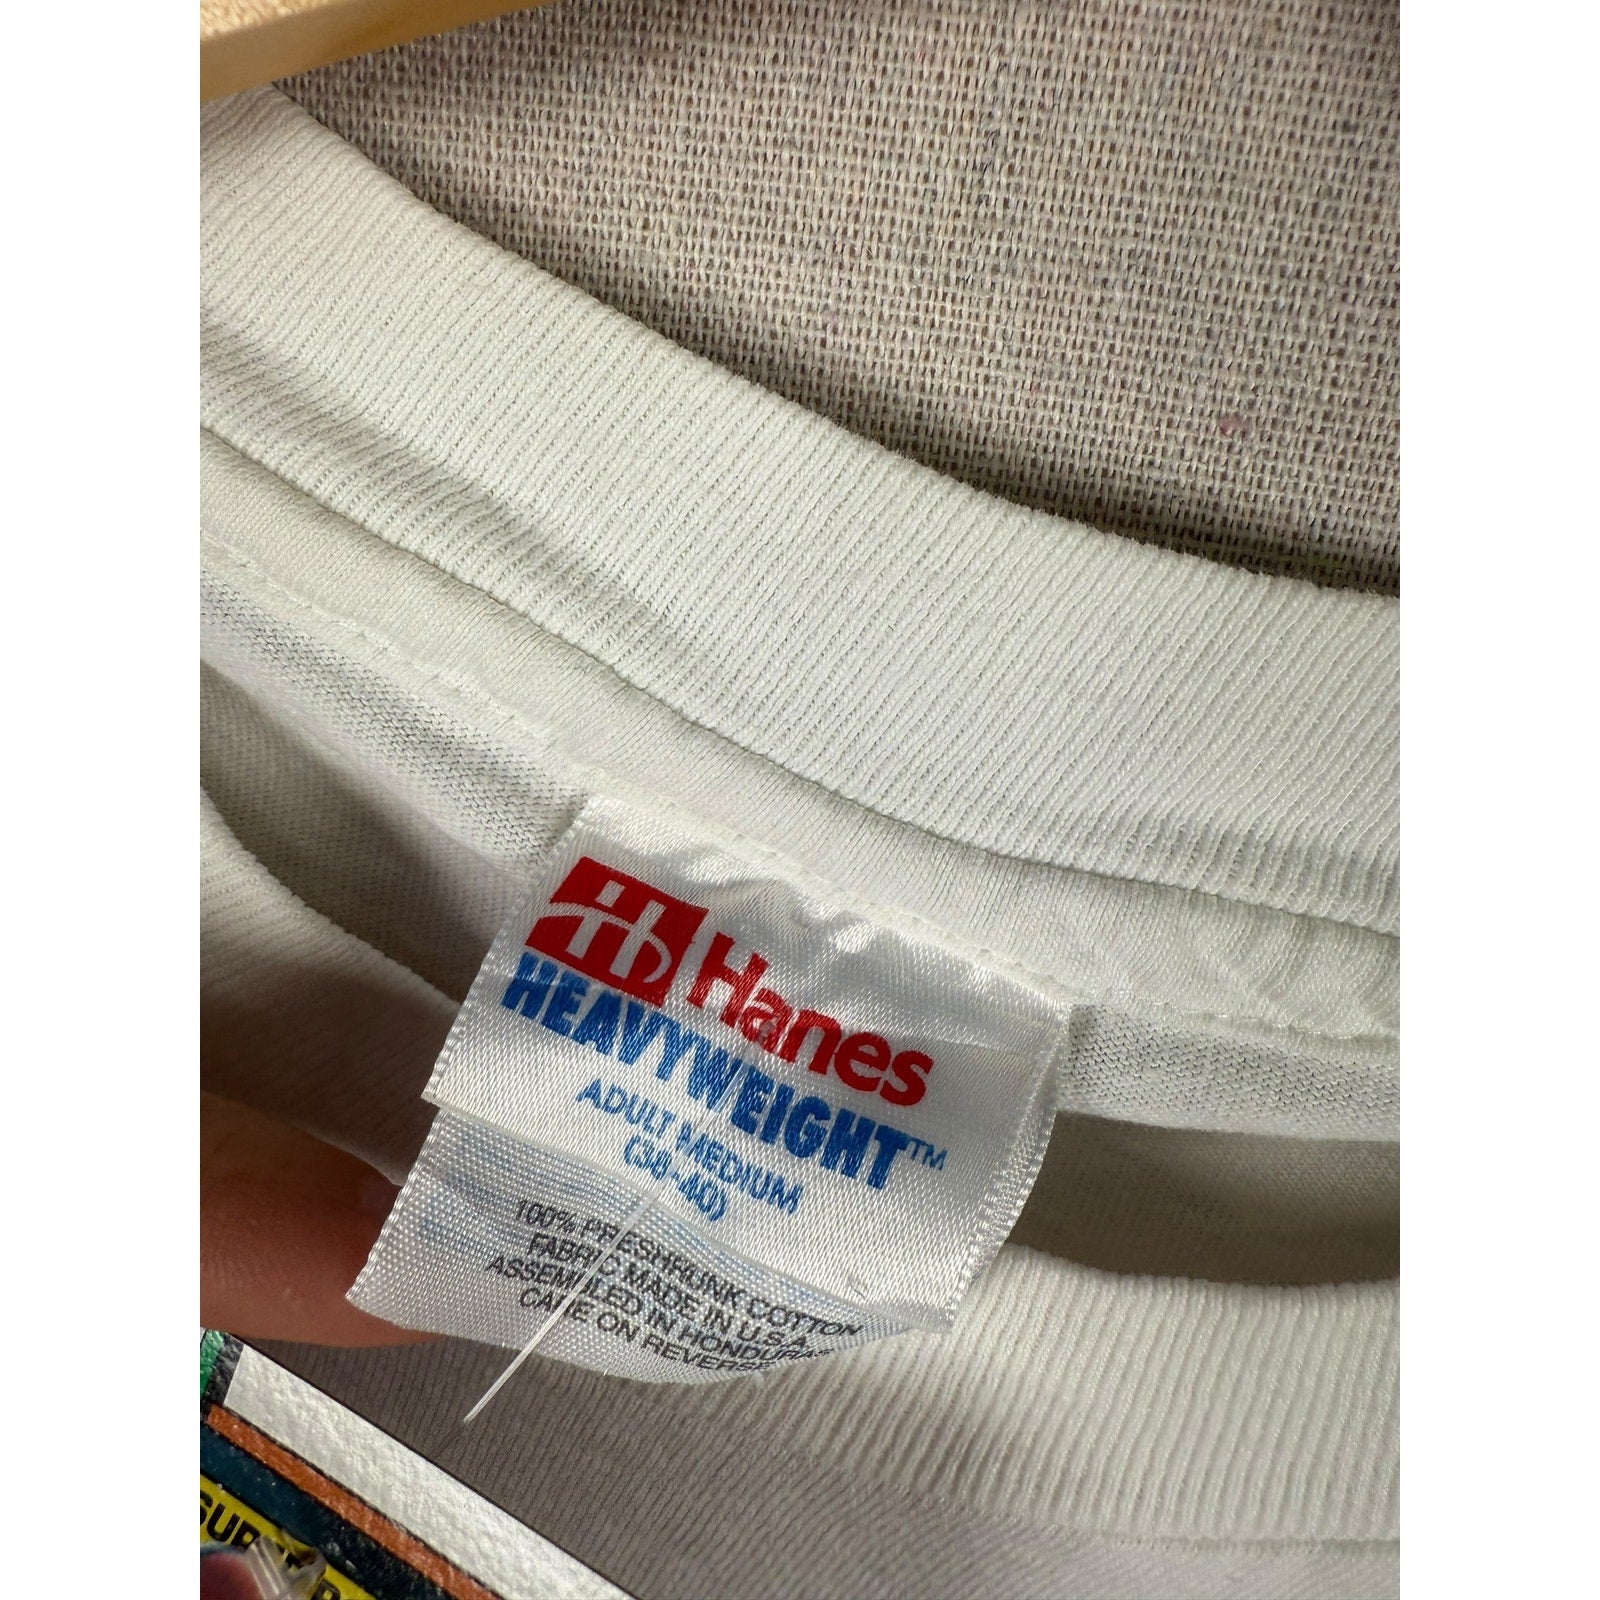 Hanes
HEAVYWEIGHT™
ADULT MEDIUM
(38-40)
100% PRESHRUNK COTTON
FABRIC MADE IN U.S.A.
ASSEMBLED IN HONDURAS
CARE ON REVERSE